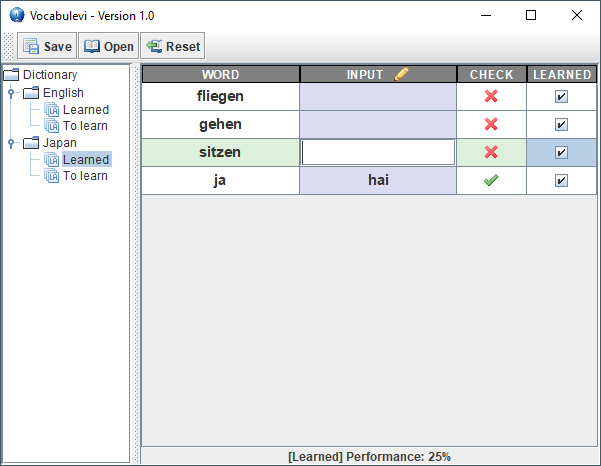 Vocabulevi - Version 1.0
Save Open Reset
Dictionary
English
Learned
To learn
Japan
Learned
To learn
WORD INPUT CHECK LEARNED
fliegen
gehen
sitzen
ja hai
[Learned] Performance: 25%